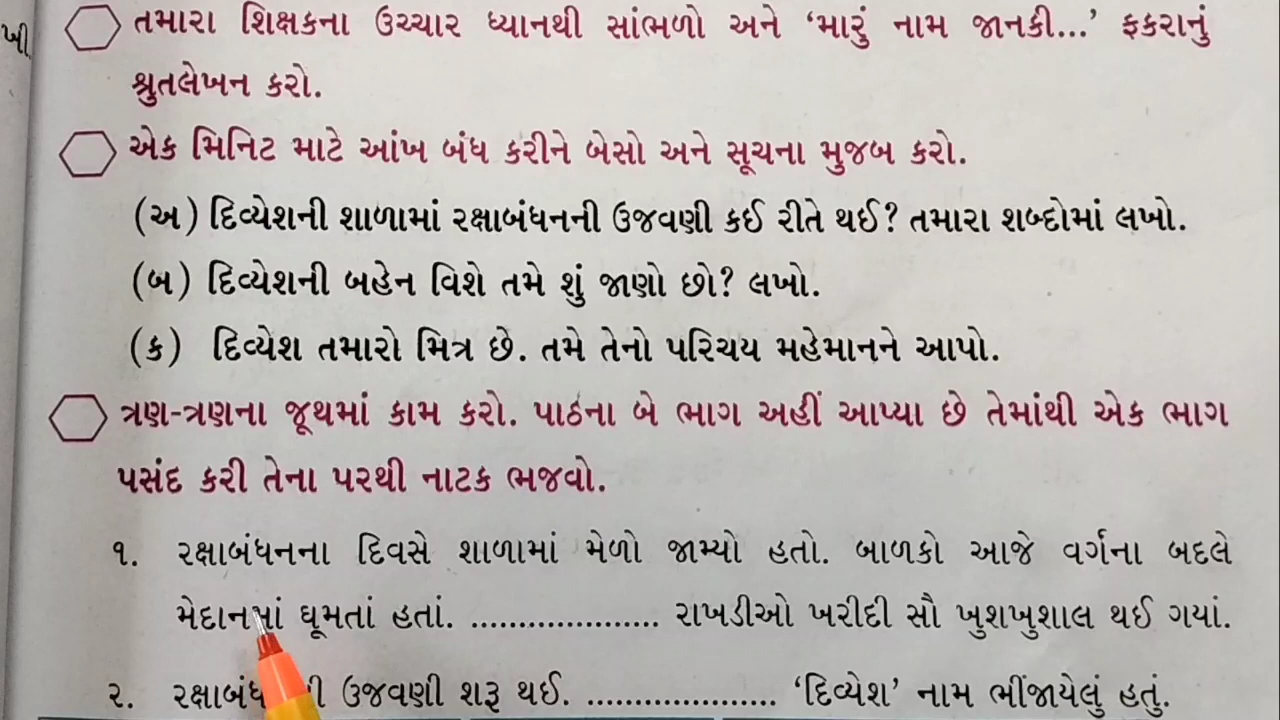 ખી.
તમારા શિક્ષકના ઉચ્ચાર ધ્યાનથી સાંભળો અને ‘મારું નામ જાનકી...’ ફકરાનું
શ્રુતલેખન કરો.
એક મિનિટ માટે આંખ બંધ કરીને બેસો અને સૂચના મુજબ કરો.
(અ) દિવ્યેશની શાળામાં રક્ષાબંધનની ઉજવણી કઈ રીતે થઈ? તમારા શબ્દોમાં લખો.
(બ) દિવ્યેશની બહેન વિશે તમે શું જાણો છો? લખો.
(ક) દિવ્યેશ તમારો મિત્ર છે. તમે તેનો પરિચય મહેમાનને આપો.
ત્રણ-ત્રણના જૂથમાં કામ કરો. પાઠના બે ભાગ અહીં આપ્યા છે તેમાંથી એક ભાગ
પસંદ કરી તેના પરથી નાટક ભજવો.
૧. રક્ષાબંધનના દિવસે શાળામાં મેળો જામ્યો હતો. બાળકો આજે વર્ગના બદલે
મેદાનમાં ઘૂમતાં હતાં. .................... રાખડીઓ ખરીદી સૌ ખુશખુશાલ થઈ ગયાં.
૨. રક્ષાબંધનની ઉજવણી શરૂ થઈ. .................... ‘દિવ્યેશ’ નામ ભીંજાયેલું હતું.